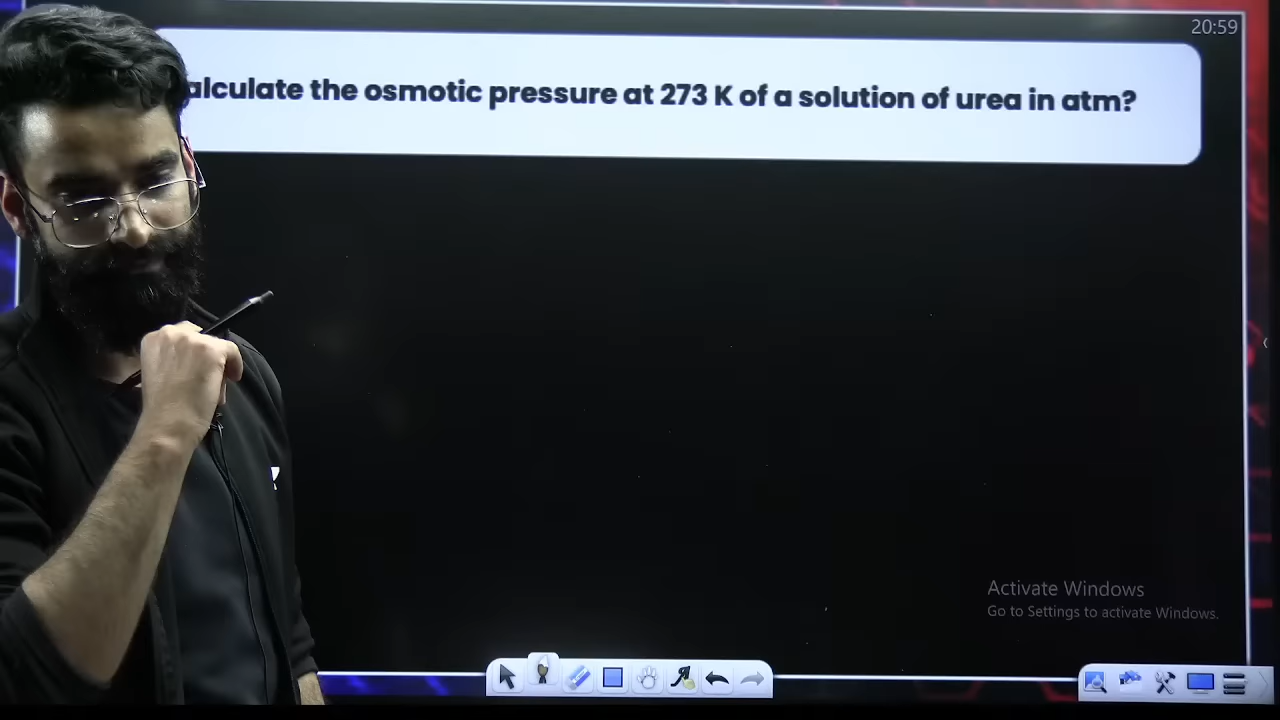 20:59
alculate the osmotic pressure at 273 K of a solution of urea in atm?
Activate Windows
Go to Settings to activate Windows.